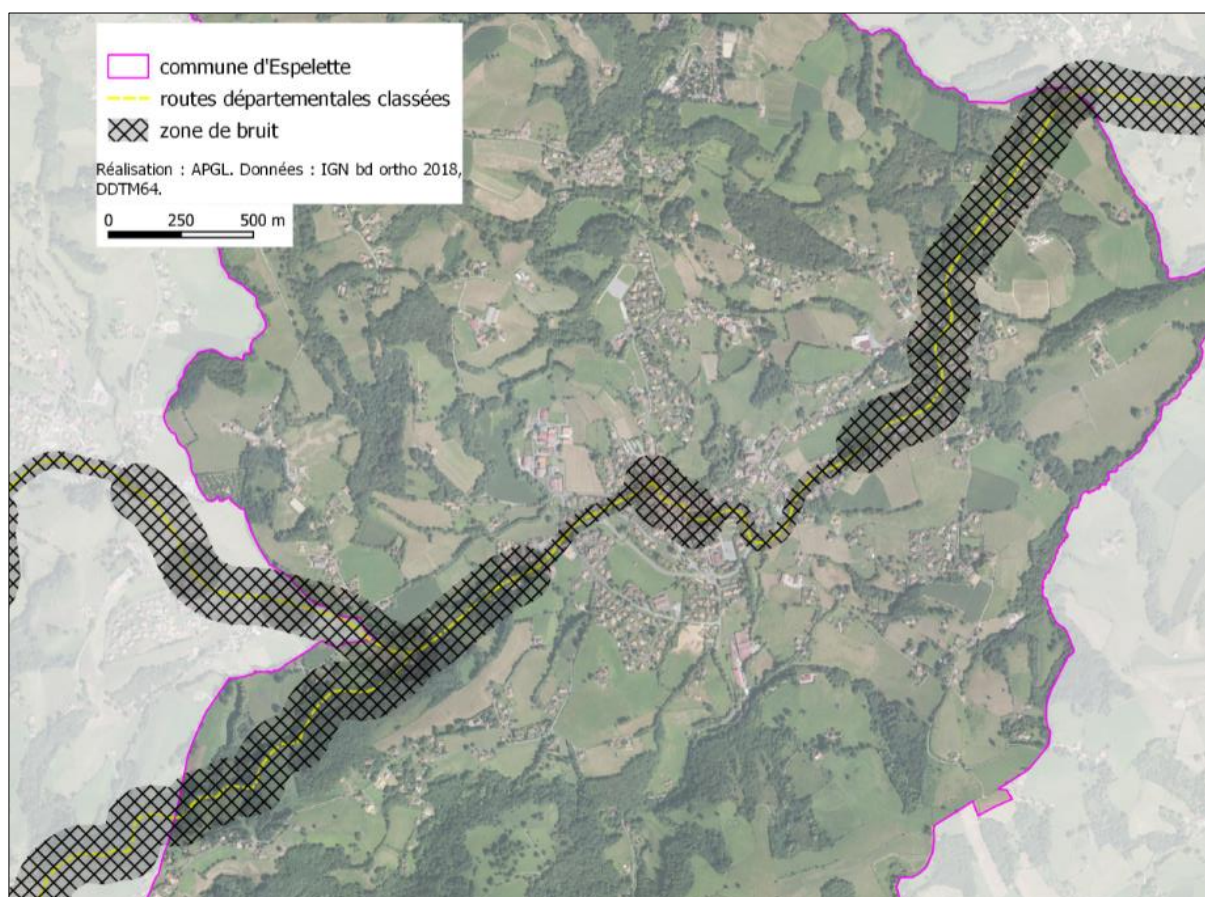 commune d'Espelette
routes départementales classées
zone de bruit
Réalisation : APGL. Données : IGN bd ortho 2018,
DDTM64.
0 250 500 m